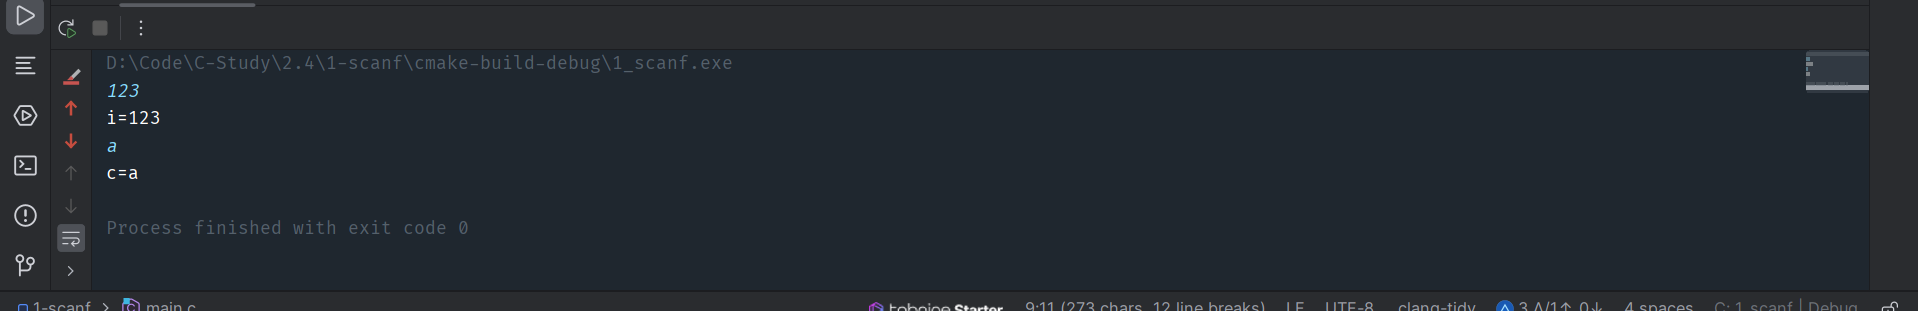 D:\Code\C-Study\2.4\1-scanf\cmake-build-debug\1_scanf.exe
123
i=123
a
c=a
Process finished with exit code 0
1-scanf > main.c tabnine Starter 9:11 (273 chars, 12 line breaks) LF UTF-8 .clang-tidy 3 Δ/1↑ 0↓ 4 spaces C: 1_scanf | Debug